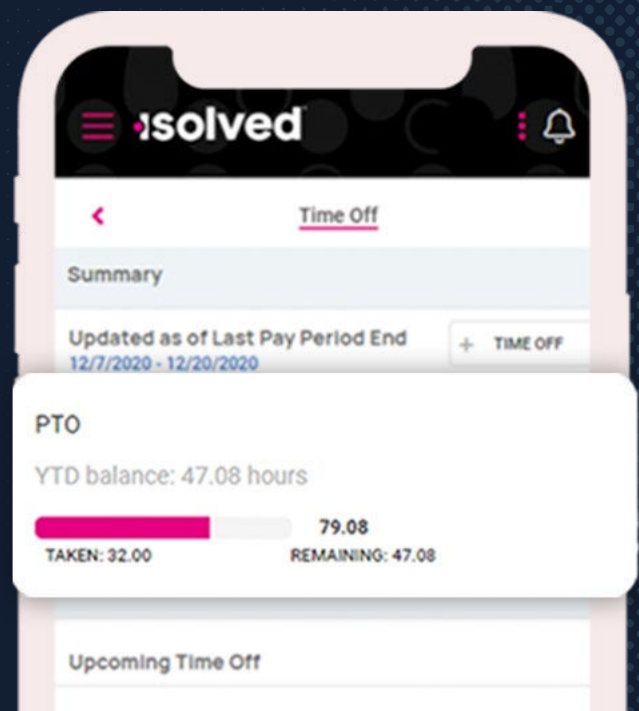 isolved
Time Off
Summary
Updated as of Last Pay Period End
+ TIME OFF
12/7/2020 - 12/20/2020
PTO
YTD balance: 47.08 hours
79.08
TAKEN: 32.00
REMAINING: 47.08
Upcoming Time Off